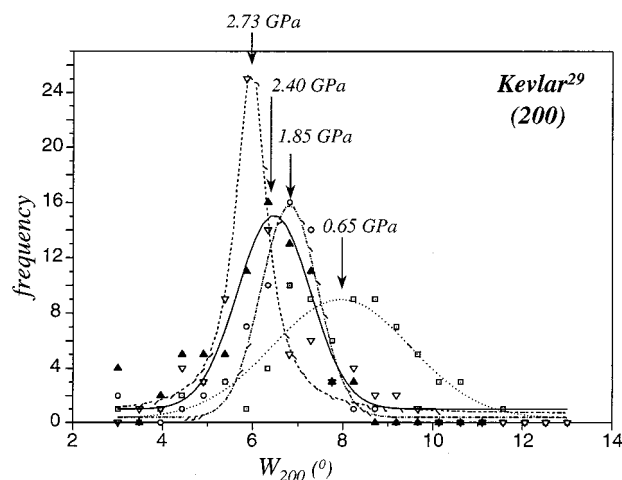 2.73 GPa
2.40 GPa
1.85 GPa
0.65 GPa
Kevlar²⁹
(200)
frequency
24
20
16
12
8
4
0
2 4 6 8 10 12 14
W₂₀₀ (⁰)